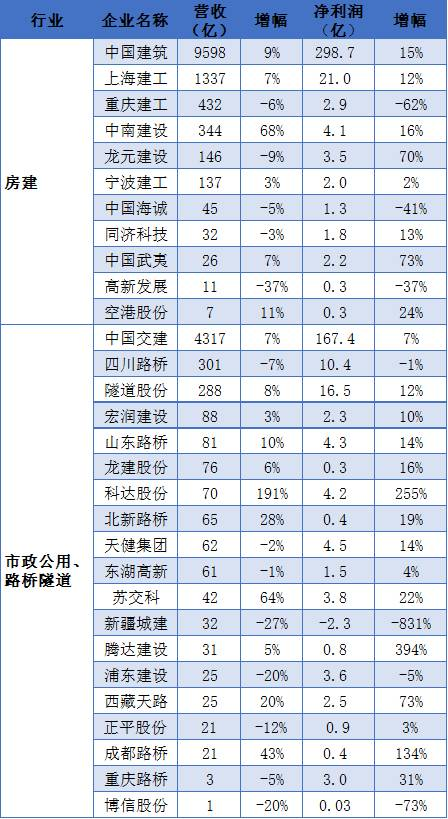 行业 企业名称 营收（亿） 增幅 净利润（亿） 增幅
房建
中国建筑 9598 9% 298.7 15%
上海建工 1337 7% 21.0 12%
重庆建工 432 -6% 2.9 -62%
中南建设 344 68% 4.1 16%
龙元建设 146 -9% 3.5 70%
宁波建工 137 3% 2.0 2%
中国海诚 45 -5% 1.3 -41%
同济科技 32 -3% 1.8 13%
中国武夷 26 7% 2.2 73%
高新发展 11 -37% 0.3 -37%
空港股份 7 11% 0.3 24%
市政公用、路桥隧道
中国交建 4317 7% 167.4 7%
四川路桥 301 -7% 10.4 -1%
隧道股份 288 8% 16.5 12%
宏润建设 88 3% 2.3 10%
山东路桥 81 10% 4.3 14%
龙建股份 76 6% 0.3 16%
科达股份 70 191% 4.2 255%
北新路桥 65 28% 0.4 19%
天健集团 62 -2% 4.5 14%
东湖高新 61 -1% 1.5 4%
苏交科 42 64% 3.8 22%
新疆城建 32 -27% -2.3 -831%
腾达建设 31 5% 0.8 394%
浦东建设 25 -20% 3.6 -5%
西藏天路 25 20% 2.5 73%
正平股份 21 -12% 0.9 3%
成都路桥 21 43% 0.4 134%
重庆路桥 3 -5% 3.0 31%
博信股份 1 -20% 0.03 -73%